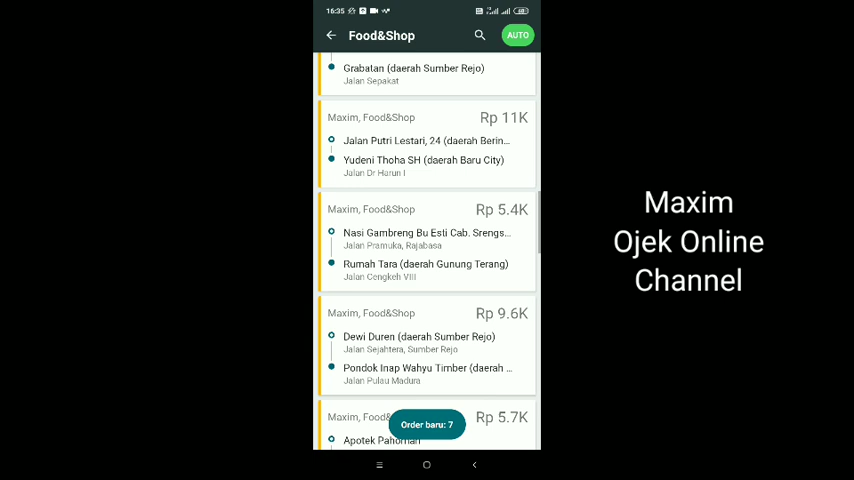 16:35
Food&Shop
AUTO
Grabatan (daerah Sumber Rejo)
Jalan Sepakat
Maxim, Food&Shop
Rp 11K
Jalan Putri Lestari, 24 (daerah Berin...
Yudeni Thoha SH (daerah Baru City)
Jalan Dr Harun I
Maxim, Food&Shop
Rp 5.4K
Nasi Gambreng Bu Esti Cab. Srengs...
Jalan Pramuka, Rajabasa
Rumah Tara (daerah Gunung Terang)
Jalan Cengkeh VIII
Maxim, Food&Shop
Rp 9.6K
Dewi Duren (daerah Sumber Rejo)
Jalan Sejahtera, Sumber Rejo
Pondok Inap Wahyu Timber (daerah ...
Jalan Pulau Madura
Maxim, Food&
Rp 5.7K
Order baru: 7
Apotek
Maxim
Ojek Online
Channel